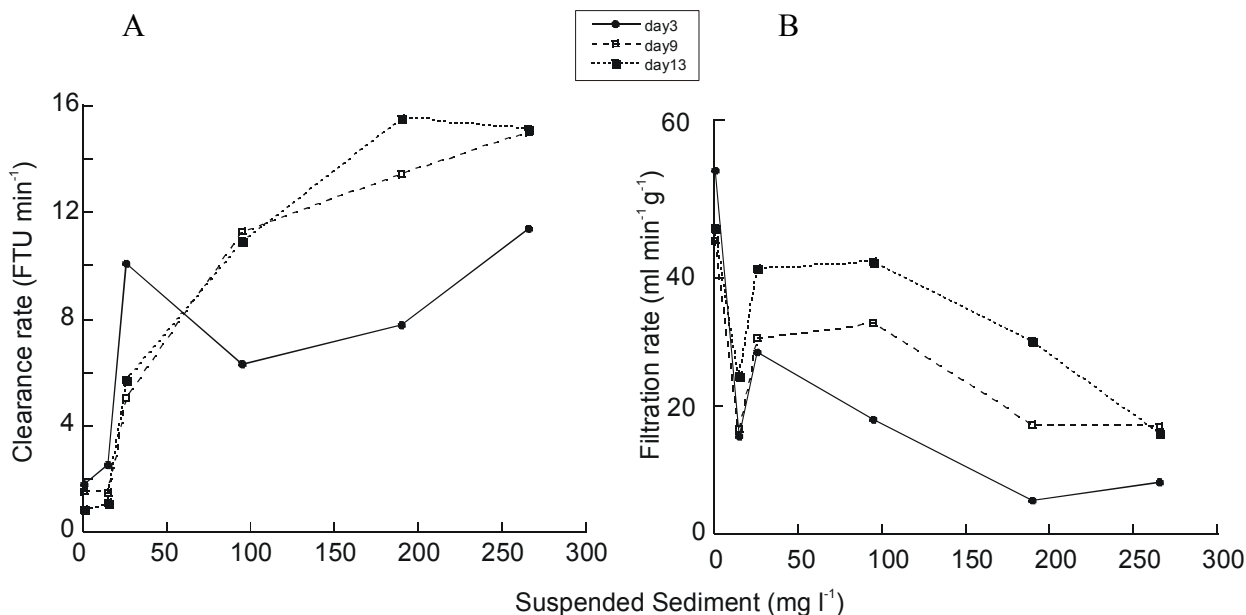 A
B
day3
day9
day13
16
12
8
4
0
Clearance rate (FTU min-1)
0 50 100 150 200 250 300
60
40
20
0
Filtration rate (ml min-1 g-1)
0 50 100 150 200 250 300
Suspended Sediment (mg l-1)